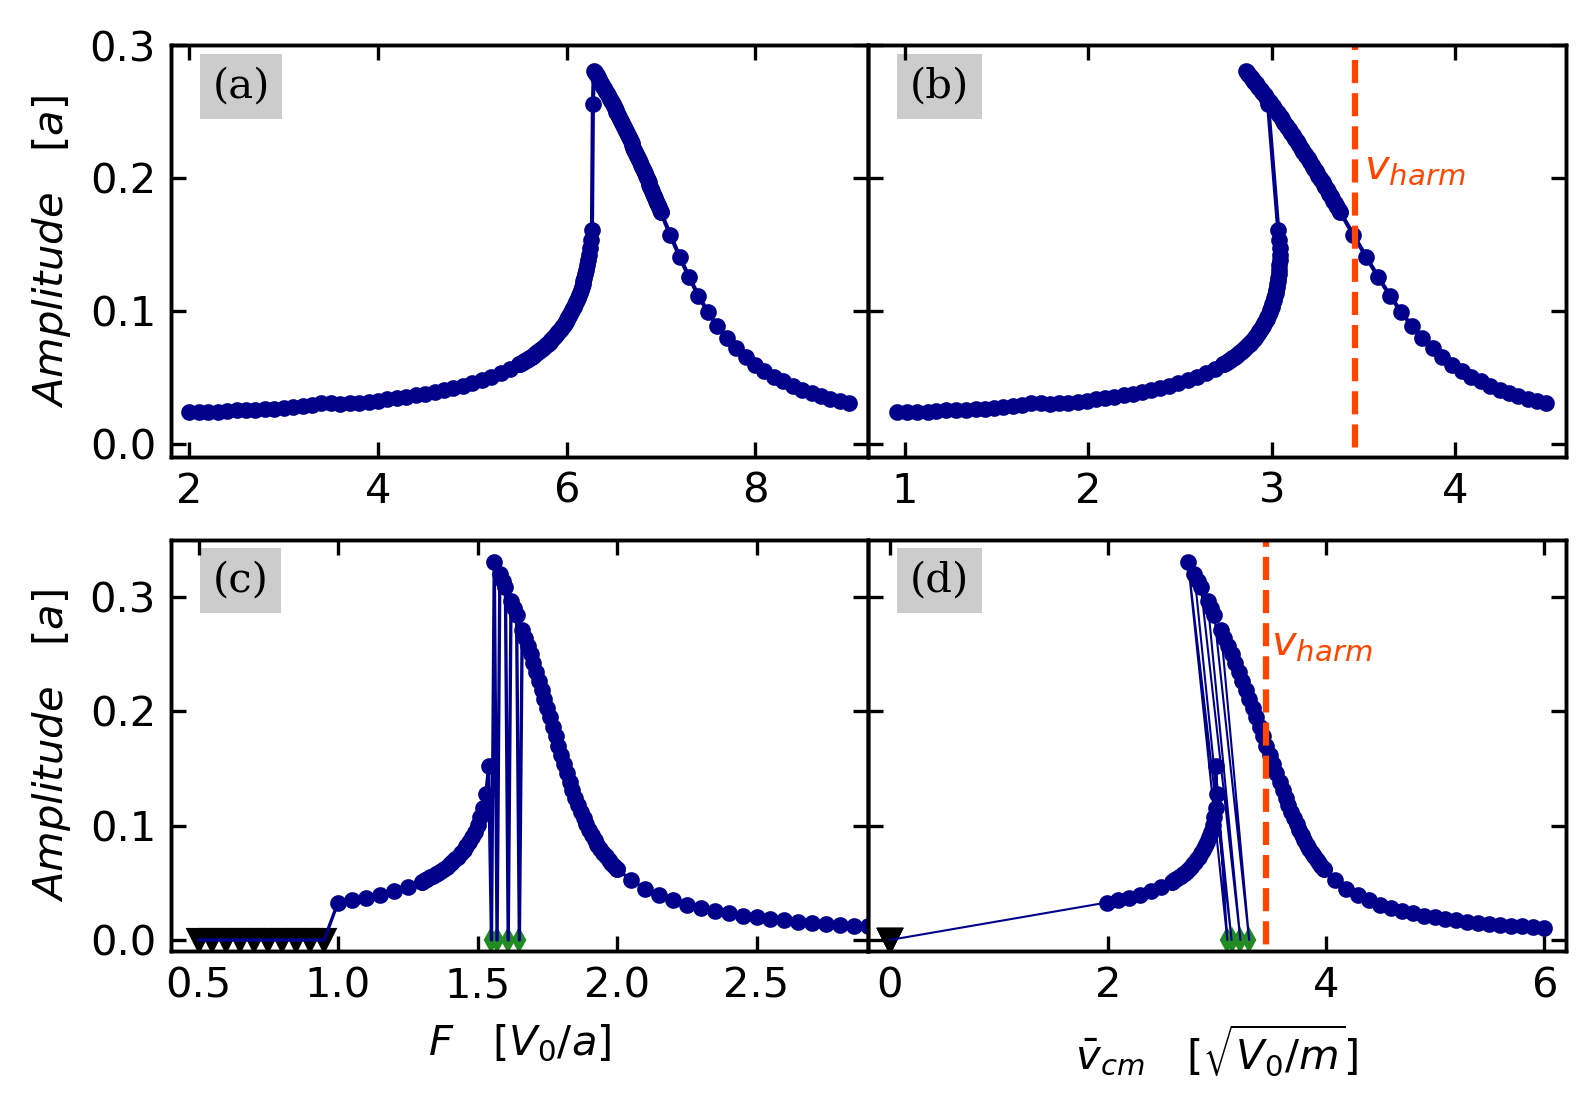 (a) (b)
0.3
0.2
0.1
0.0
Amplitude [a]
v_harm
2 4 6 8 1 2 3 4
(c) (d)
0.3
0.2
0.1
0.0
Amplitude [a]
v_harm
0.5 1.0 1.5 2.0 2.5 0 2 4 6
F [V_0/a] v̄_cm [√V_0/m]